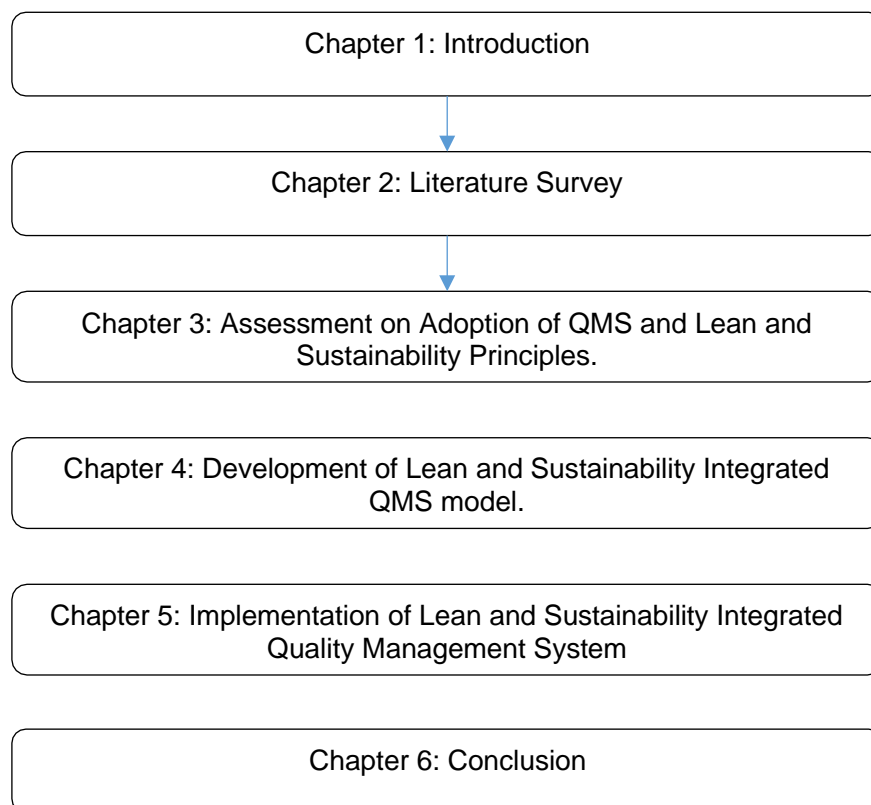 Chapter 1: Introduction
Chapter 2: Literature Survey
Chapter 3: Assessment on Adoption of QMS and Lean and
Sustainability Principles.
Chapter 4: Development of Lean and Sustainability Integrated
QMS model.
Chapter 5: Implementation of Lean and Sustainability Integrated
Quality Management System
Chapter 6: Conclusion